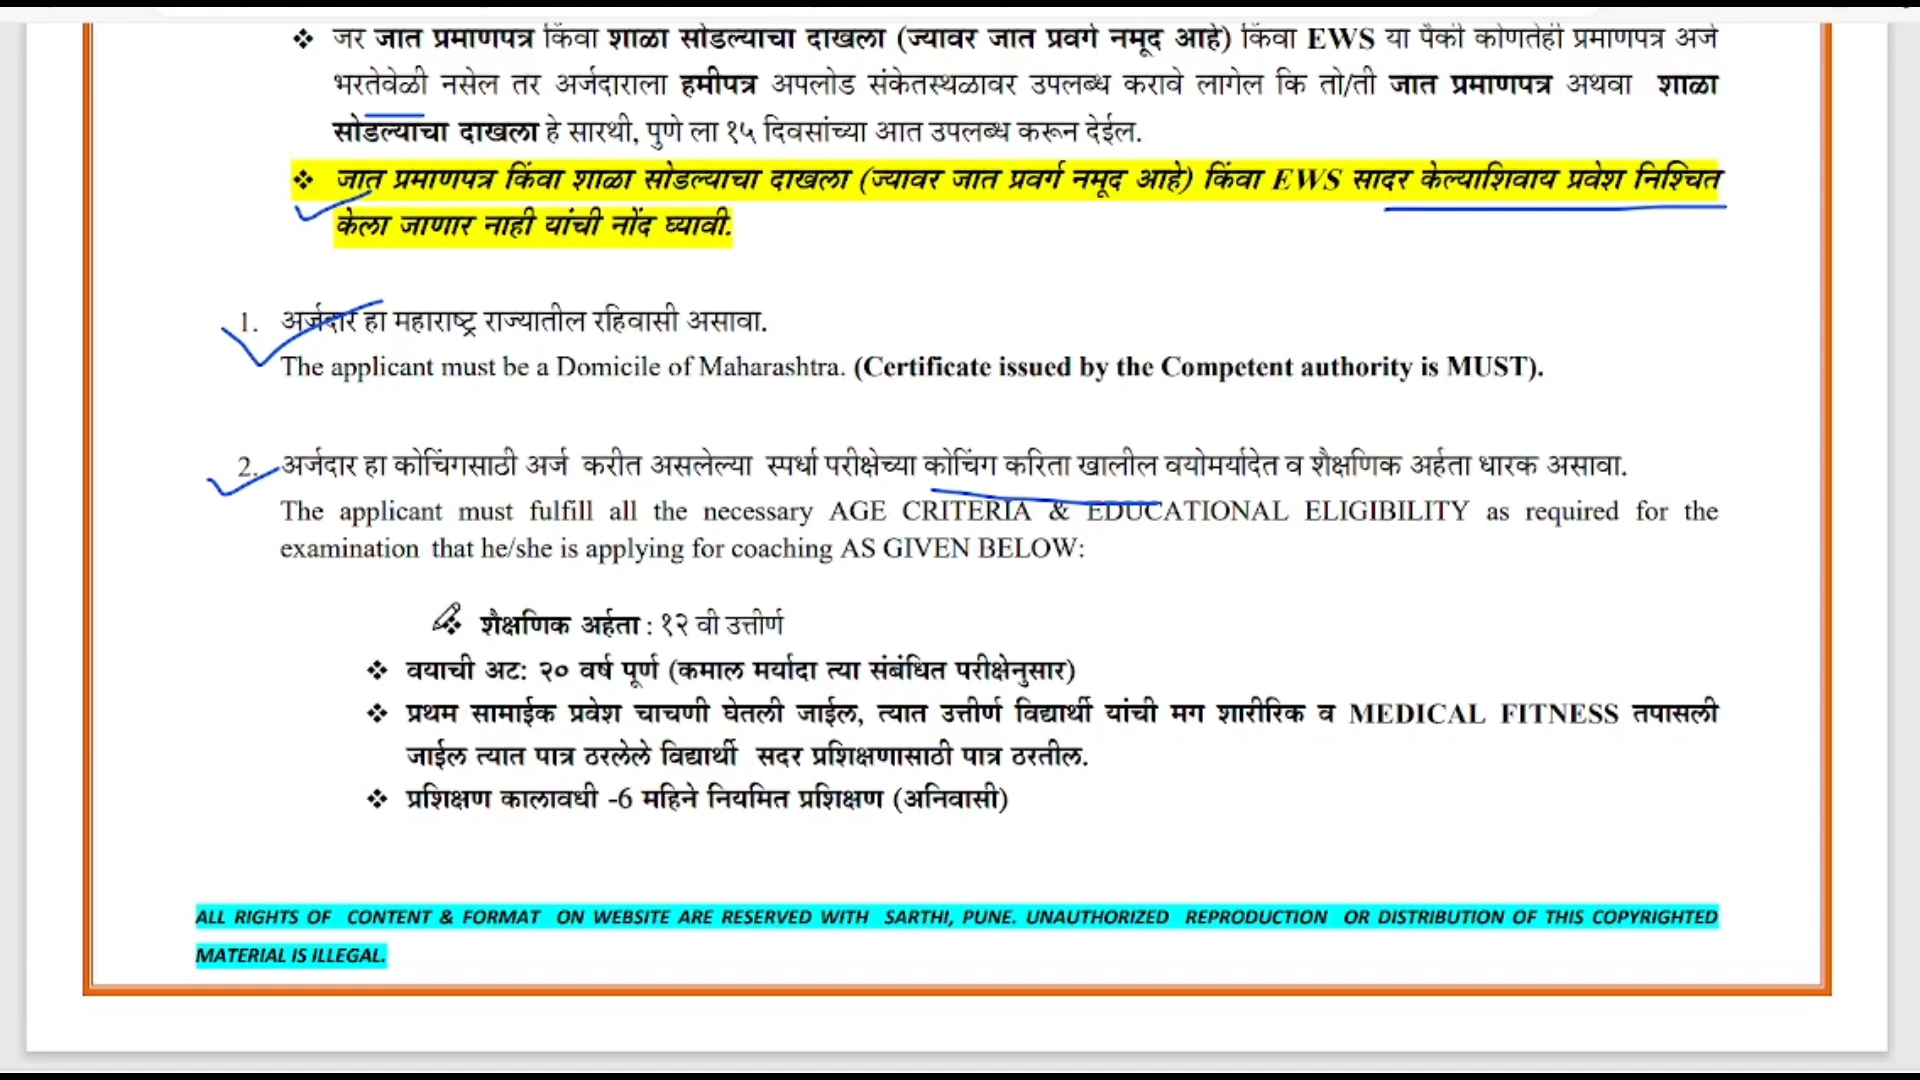 ❖ जर जात प्रमाणपत्र किंवा शाळा सोडल्याचा दाखला (ज्यावर जात प्रवर्ग नमूद आहे) किंवा EWS या पैकी कोणतेही प्रमाणपत्र अर्ज
भरतेवेळी नसेल तर अर्जदाराला हमीपत्र अपलोड संकेतस्थळावर उपलब्ध करावे लागेल कि तो/ती जात प्रमाणपत्र अथवा शाळा
सोडल्याचा दाखला हे सारथी, पुणे ला १५ दिवसांच्या आत उपलब्ध करून देईल.
❖ जात प्रमाणपत्र किंवा शाळा सोडल्याचा दाखला (ज्यावर जात प्रवर्ग नमूद आहे) किंवा EWS सादर केल्याशिवाय प्रवेश निश्चित
केला जाणार नाही यांची नोंद घ्यावी.
1. अर्जदार हा महाराष्ट्र राज्यातील रहिवासी असावा.
The applicant must be a Domicile of Maharashtra. (Certificate issued by the Competent authority is MUST).
2. अर्जदार हा कोचिंगसाठी अर्ज करीत असलेल्या स्पर्धा परीक्षेच्या कोचिंग करिता खालील वयोमर्यादेत व शैक्षणिक अर्हता धारक असावा.
The applicant must fulfill all the necessary AGE CRITERIA & EDUCATIONAL ELIGIBILITY as required for the
examination that he/she is applying for coaching AS GIVEN BELOW:
❖ शैक्षणिक अर्हता : १२ वी उत्तीर्ण
❖ वयाची अट: २० वर्ष पूर्ण (कमाल मर्यादा त्या संबंधित परीक्षेनुसार)
❖ प्रथम सामाईक प्रवेश चाचणी घेतली जाईल, त्यात उत्तीर्ण विद्यार्थी यांची मग शारीरिक व MEDICAL FITNESS तपासली
जाईल त्यात पात्र ठरलेले विद्यार्थी सदर प्रशिक्षणासाठी पात्र ठरतील.
❖ प्रशिक्षण कालावधी -6 महिने नियमित प्रशिक्षण (अनिवासी)
ALL RIGHTS OF CONTENT & FORMAT ON WEBSITE ARE RESERVED WITH SARTHI, PUNE. UNAUTHORIZED REPRODUCTION OR DISTRIBUTION OF THIS COPYRIGHTED
MATERIAL IS ILLEGAL.